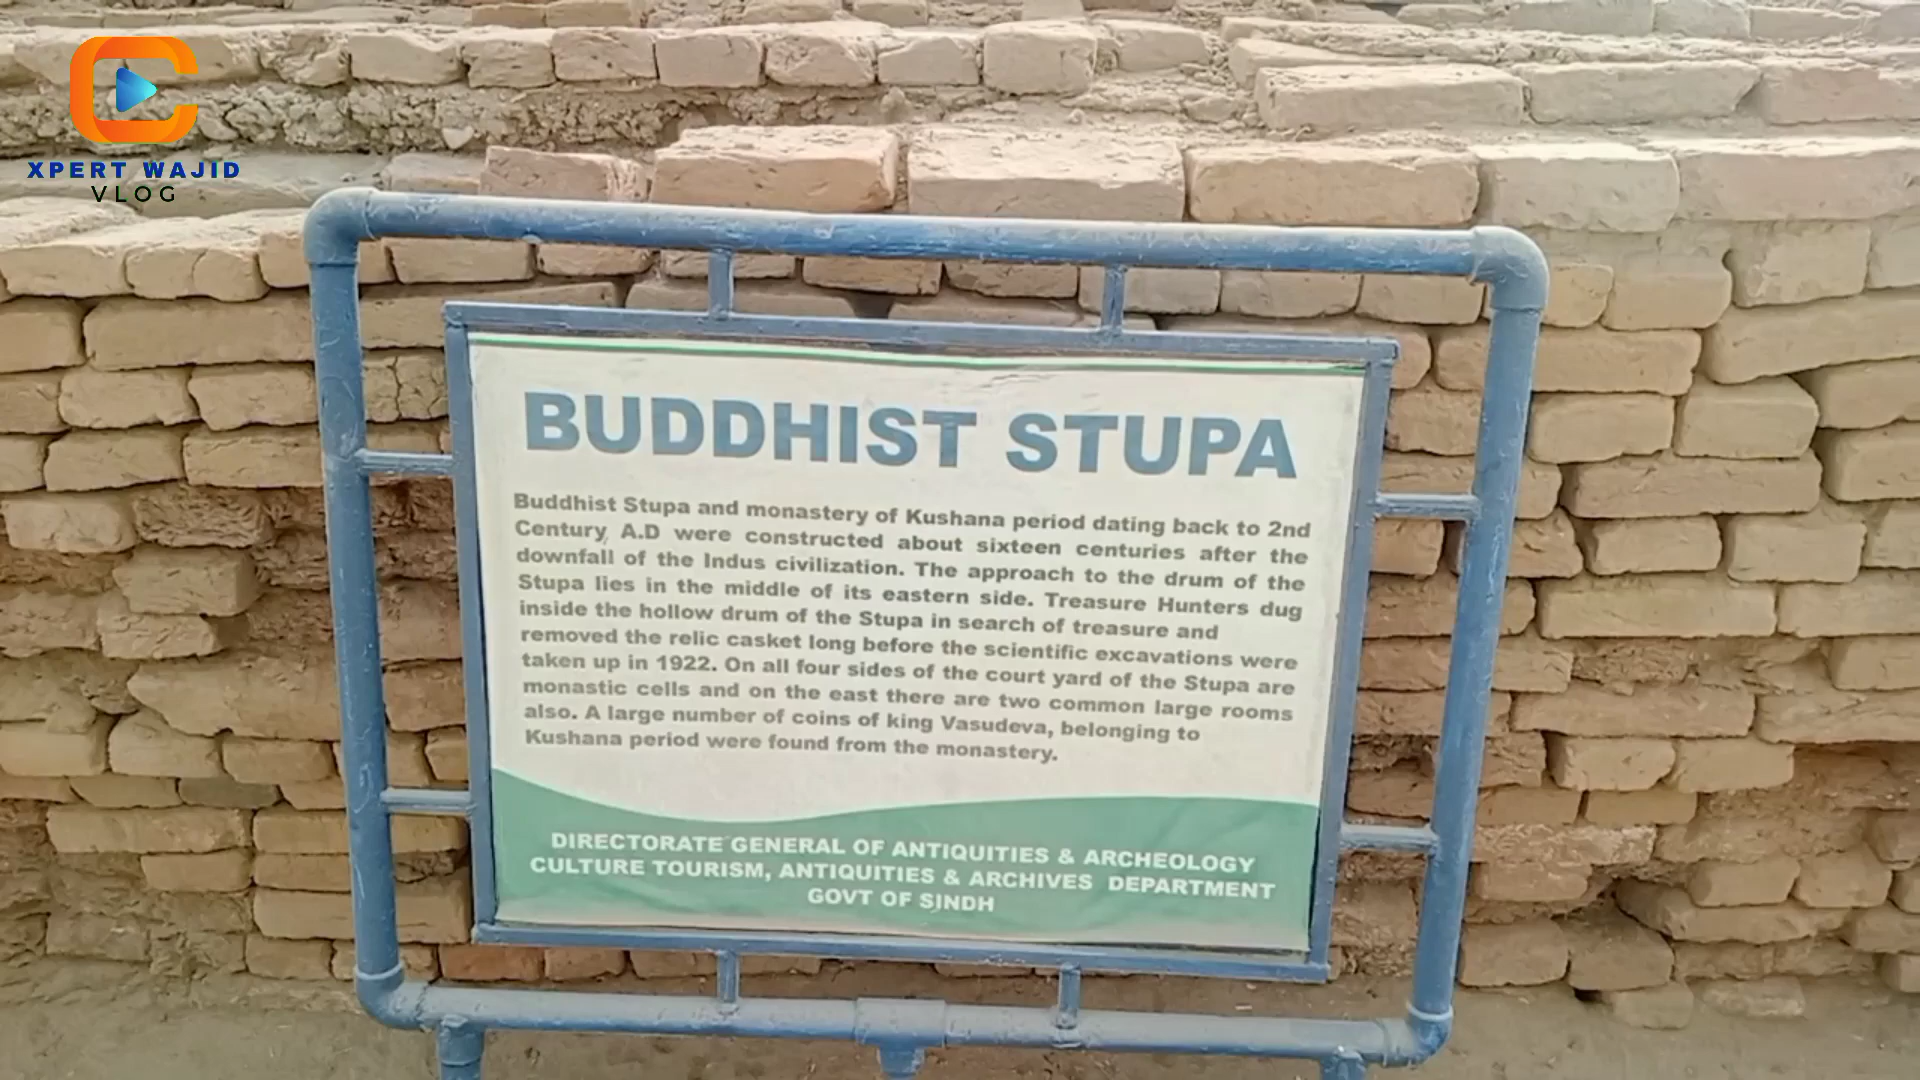 XPERT WAJID
VLOG
BUDDHIST STUPA
Buddhist Stupa and monastery of Kushana period dating back to 2nd
Century A.D were constructed about sixteen centuries after the
downfall of the Indus civilization. The approach to the drum of the
Stupa lies in the middle of its eastern side. Treasure Hunters dug
inside the hollow drum of the Stupa in search of treasure and
removed the relic casket long before the scientific excavations were
taken up in 1922. On all four sides of the court yard of the Stupa are
monastic cells and on the east there are two common large rooms
also. A large number of coins of king Vasudeva, belonging to
Kushana period were found from the monastery.
DIRECTORATE GENERAL OF ANTIQUITIES & ARCHEOLOGY
CULTURE TOURISM, ANTIQUITIES & ARCHIVES DEPARTMENT
GOVT OF SINDH